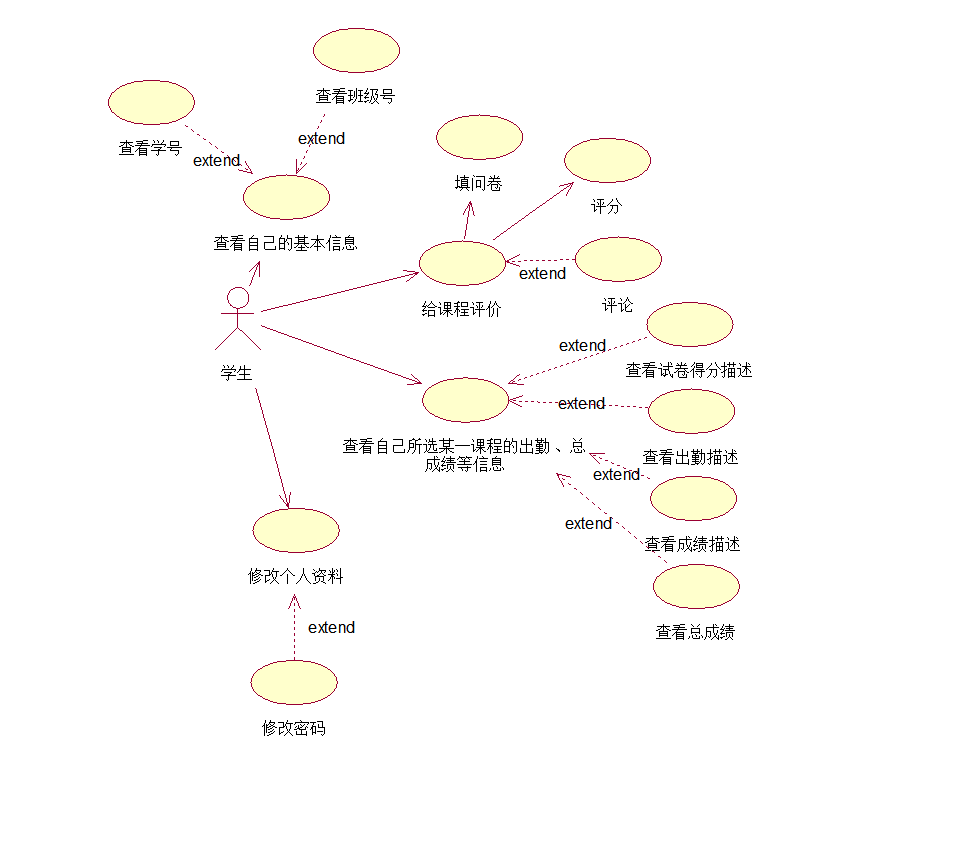 查看班级号
extend
查看学号
extend
查看自己的基本信息
填问卷
评分
extend
给课程评价
评论
学生
extend
查看试卷得分描述
extend
查看自己所选某一课程的出勤、总
成绩等信息
查看出勤描述
extend
查看成绩描述
extend
查看总成绩
修改个人资料
extend
修改密码